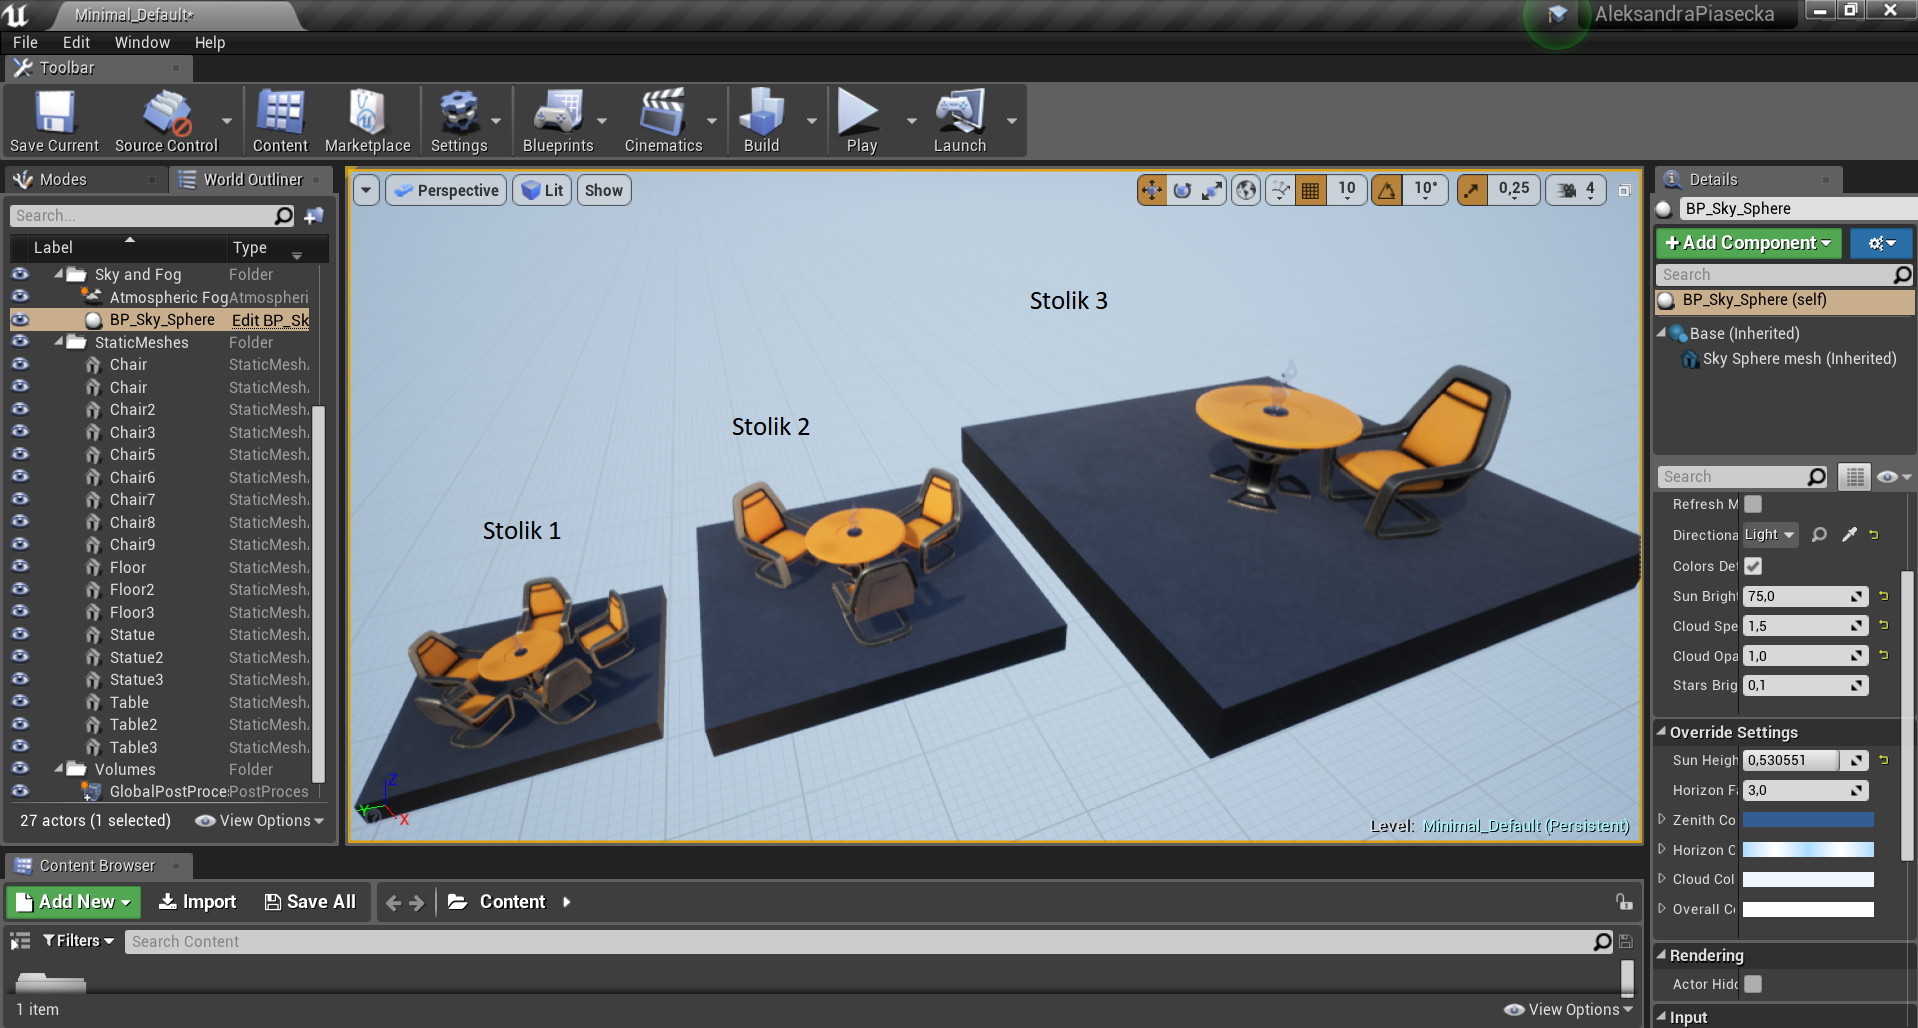 Minimal_Default*
AleksandraPiasecka
File Edit Window Help
Toolbar
Save Current Source Control Content Marketplace Settings Blueprints Cinematics Build Play Launch
Modes World Outliner
Search...
Label Type
Sky and Fog Folder
Atmospheric Fog Atmospheri
BP_Sky_Sphere Edit BP_Sk
StaticMeshes Folder
Chair StaticMesh
Chair StaticMesh
Chair2 StaticMesh
Chair3 StaticMesh
Chair5 StaticMesh
Chair6 StaticMesh
Chair7 StaticMesh
Chair8 StaticMesh
Chair9 StaticMesh
Floor StaticMesh
Floor2 StaticMesh
Floor3 StaticMesh
Statue StaticMesh
Statue2 StaticMesh
Statue3 StaticMesh
Table StaticMesh
Table2 StaticMesh
Table3 StaticMesh
Volumes Folder
GlobalPostProces PostProces
27 actors (1 selected) View Options
Perspective Lit Show 10 10° 0,25 4
Stolik 3
Stolik 2
Stolik 1
Z
Y
X
Level: Minimal_Default (Persistent)
Details
BP_Sky_Sphere
+ Add Component
Search
BP_Sky_Sphere (self)
Base (Inherited)
Sky Sphere mesh (Inherited)
Search
Refresh M
Directiona Light
Colors De
Sun Bright 75,0
Cloud Spe 1,5
Cloud Opa 1,0
Stars Brig 0,1
Override Settings
Sun Heigh 0,530551
Horizon Fa 3,0
Zenith Co
Horizon C
Cloud Col
Overall Co
Rendering
Actor Hidd
Input
Content Browser
Add New Import Save All Content
Filters Search Content
1 item View Options